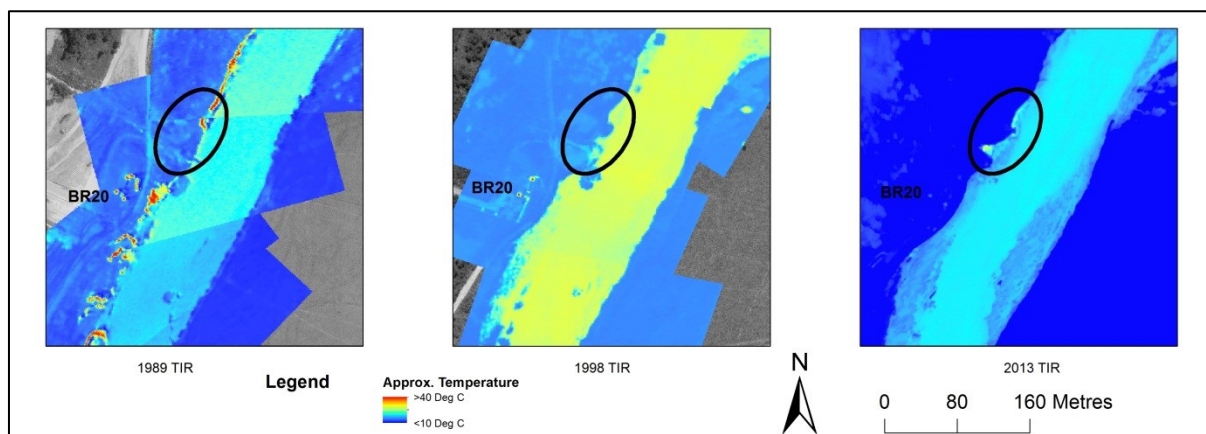 BR20
BR20
BR20
1989 TIR
1998 TIR
2013 TIR
Legend
Approx. Temperature
>40 Deg C
<10 Deg C
N
0 80 160 Metres